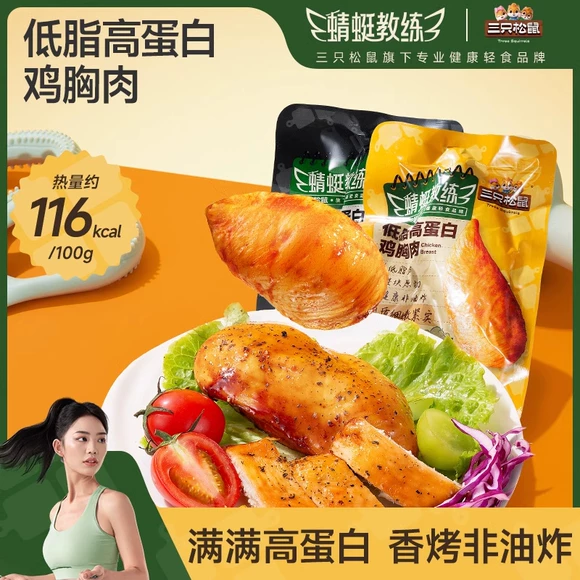 低脂高蛋白
鸡胸肉
蜻蜓教练
三只松鼠
Three Squirrels
三只松鼠旗下专业健康轻食品牌
热量约
116kcal
/100g
蜻蜓教练
蜻蜓教练
三只松鼠
低脂高蛋白
鸡胸肉
Chicken
Breast
满满高蛋白 香烤非油炸